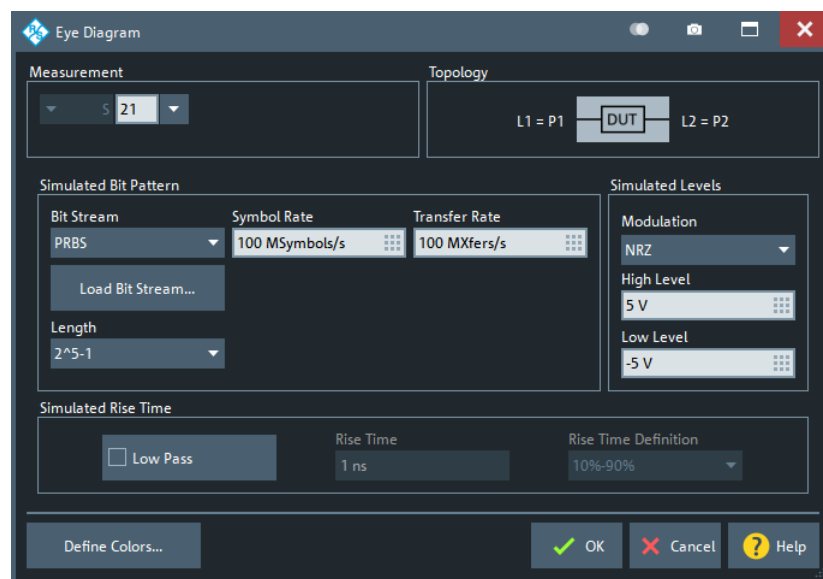 Eye Diagram
Measurement
S 21
Topology
L1 = P1 DUT L2 = P2
Simulated Bit Pattern
Bit Stream Symbol Rate Transfer Rate
PRBS 100 MSymbols/s 100 MXfers/s
Load Bit Stream...
Length
2^5-1
Simulated Levels
Modulation
NRZ
High Level
5 V
Low Level
-5 V
Simulated Rise Time
Low Pass
Rise Time Rise Time Definition
1 ns 10%-90%
Define Colors... OK Cancel ? Help